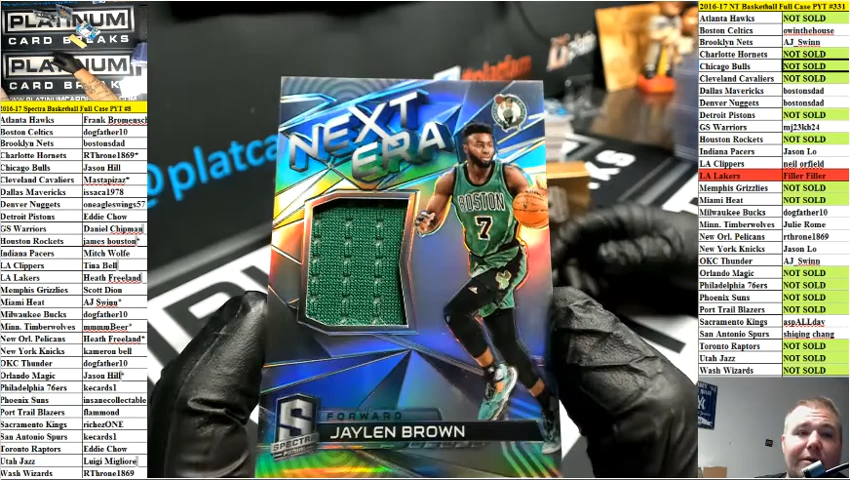 PLATINUM
CARD BREAKS
PLATINUM
CARD BREAKS
2016-17 Spectra Basketball Full Case PYT #8
Atlanta Hawks Frank Bromensch
Boston Celtics dogfather10
Brooklyn Nets bostonsdad
Charlotte Hornets RThrone1869*
Chicago Bulls Jason Hill
Cleveland Cavaliers Mastapizar*
Dallas Mavericks issaca1978
Denver Nuggets oneagleswings57
Detroit Pistons Eddie Chow
GS Warriors Daniel Chipman
Houston Rockets james houston*
Indiana Pacers Mitch Wolfe
LA Clippers Tina Bell
LA Lakers Heath Freeland
Memphis Grizzlies Scott Dion
Miami Heat AJ Swinn*
Milwaukee Bucks dogfather10
Minn. Timberwolves mmmmBeer*
New Orl. Pelicans Heath Freeland*
New York Knicks kameron bell
OKC Thunder dogfather10
Orlando Magic Jason Hill*
Philadelphia 76ers kecards1
Phoenix Suns insanecollectable
Port Trail Blazers flammond
Sacramento Kings richezONE
San Antonio Spurs kecards1
Toronto Raptors Eddie Chow
Utah Jazz Luigi Migliore
Wash Wizards RThrone1869
@platca
NEXT
ERA
BOSTON
7
FORWARD
JAYLEN BROWN
S
SPECTRA
2016-17 NT Basketball Full Case PYT #331
Atlanta Hawks NOT SOLD
Boston Celtics owinthehouse
Brooklyn Nets AJ_Swinn
Charlotte Hornets NOT SOLD
Chicago Bulls NOT SOLD
Cleveland Cavaliers NOT SOLD
Dallas Mavericks bostonsdad
Denver Nuggets bostonsdad
Detroit Pistons NOT SOLD
GS Warriors mj23kb24
Houston Rockets NOT SOLD
Indiana Pacers Jason Lo
LA Clippers neil orfield
LA Lakers Filler Filler
Memphis Grizzlies NOT SOLD
Miami Heat NOT SOLD
Milwaukee Bucks dogfather10
Minn. Timberwolves Julie Rome
New Orl. Pelicans rthrone1869
New York Knicks Jason Lo
OKC Thunder AJ_Swinn
Orlando Magic NOT SOLD
Philadelphia 76ers NOT SOLD
Phoenix Suns NOT SOLD
Port Trail Blazers NOT SOLD
Sacramento Kings aspALLday
San Antonio Spurs shiqing chang
Toronto Raptors NOT SOLD
Utah Jazz NOT SOLD
Wash Wizards NOT SOLD